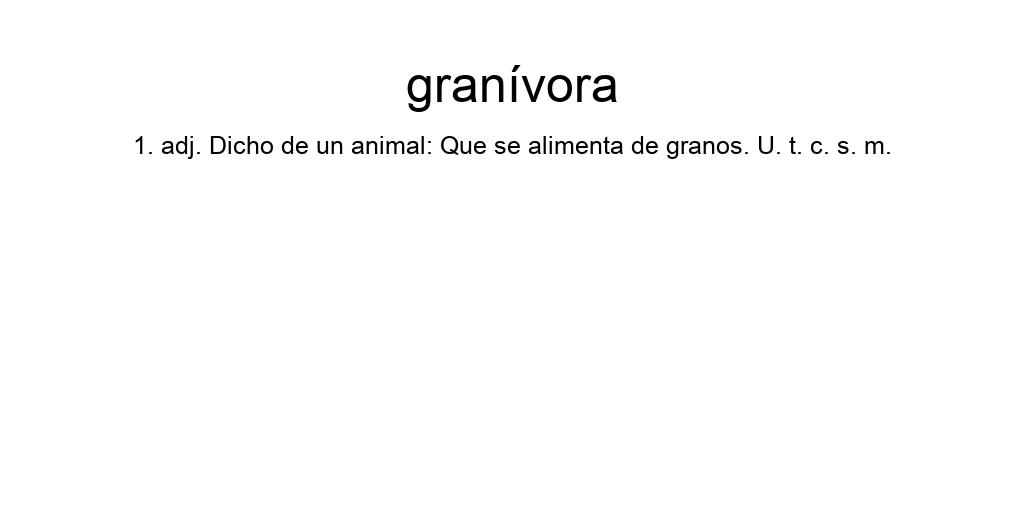 granívora
1. adj. Dicho de un animal: Que se alimenta de granos. U. t. c. s. m.